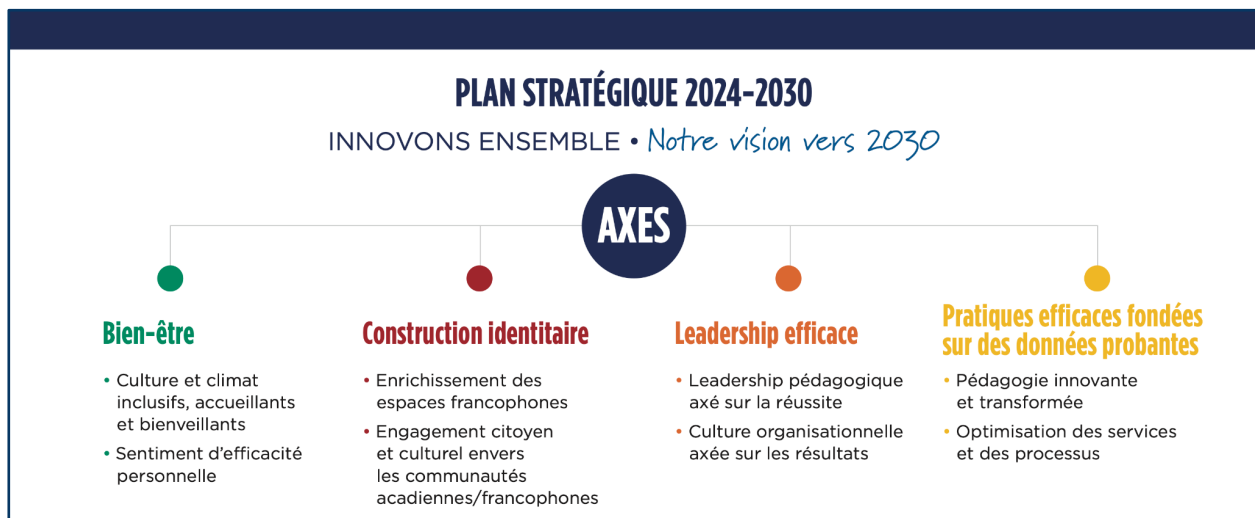 PLAN STRATÉGIQUE 2024-2030
INNOVONS ENSEMBLE • Notre vision vers 2030
AXES
Bien-être
• Culture et climat
inclusifs, accueillants
et bienveillants
• Sentiment d'efficacité
personnelle
Construction identitaire
• Enrichissement des
espaces francophones
• Engagement citoyen
et culturel envers
les communautés
acadiennes/francophones
Leadership efficace
• Leadership pédagogique
axé sur la réussite
• Culture organisationnelle
axée sur les résultats
Pratiques efficaces fondées
sur des données probantes
• Pédagogie innovante
et transformée
• Optimisation des services
et des processus